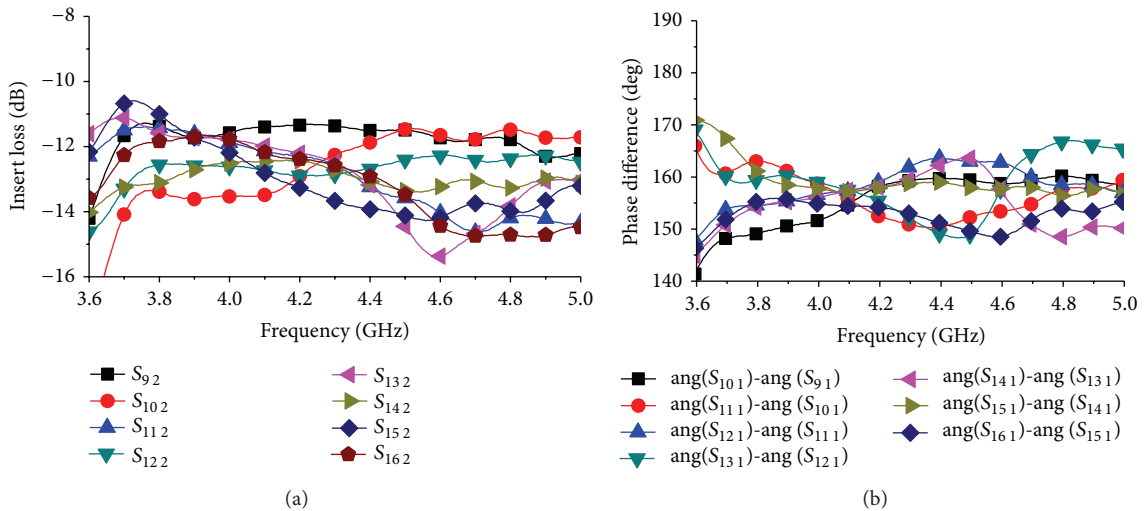 −8
−10
−12
−14
−16
Insert loss (dB)
3.6 3.8 4.0 4.2 4.4 4.6 4.8 5.0
Frequency (GHz)
S9 2
S10 2
S11 2
S12 2
S13 2
S14 2
S15 2
S16 2
(a)
190
180
170
160
150
140
Phase difference (deg)
3.6 3.8 4.0 4.2 4.4 4.6 4.8 5.0
Frequency (GHz)
ang(S10 1)-ang (S9 1)
ang(S11 1)-ang (S10 1)
ang(S12 1)-ang (S11 1)
ang(S13 1)-ang (S12 1)
ang(S14 1)-ang (S13 1)
ang(S15 1)-ang (S14 1)
ang(S16 1)-ang (S15 1)
(b)